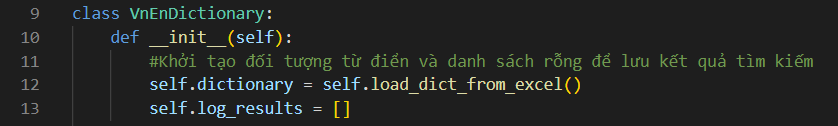 9 class VnEnDictionary:
10 def __init__(self):
11 #Khởi tạo đối tượng từ điển và danh sách rỗng để lưu kết quả tìm kiếm
12 self.dictionary = self.load_dict_from_excel()
13 self.log_results = []